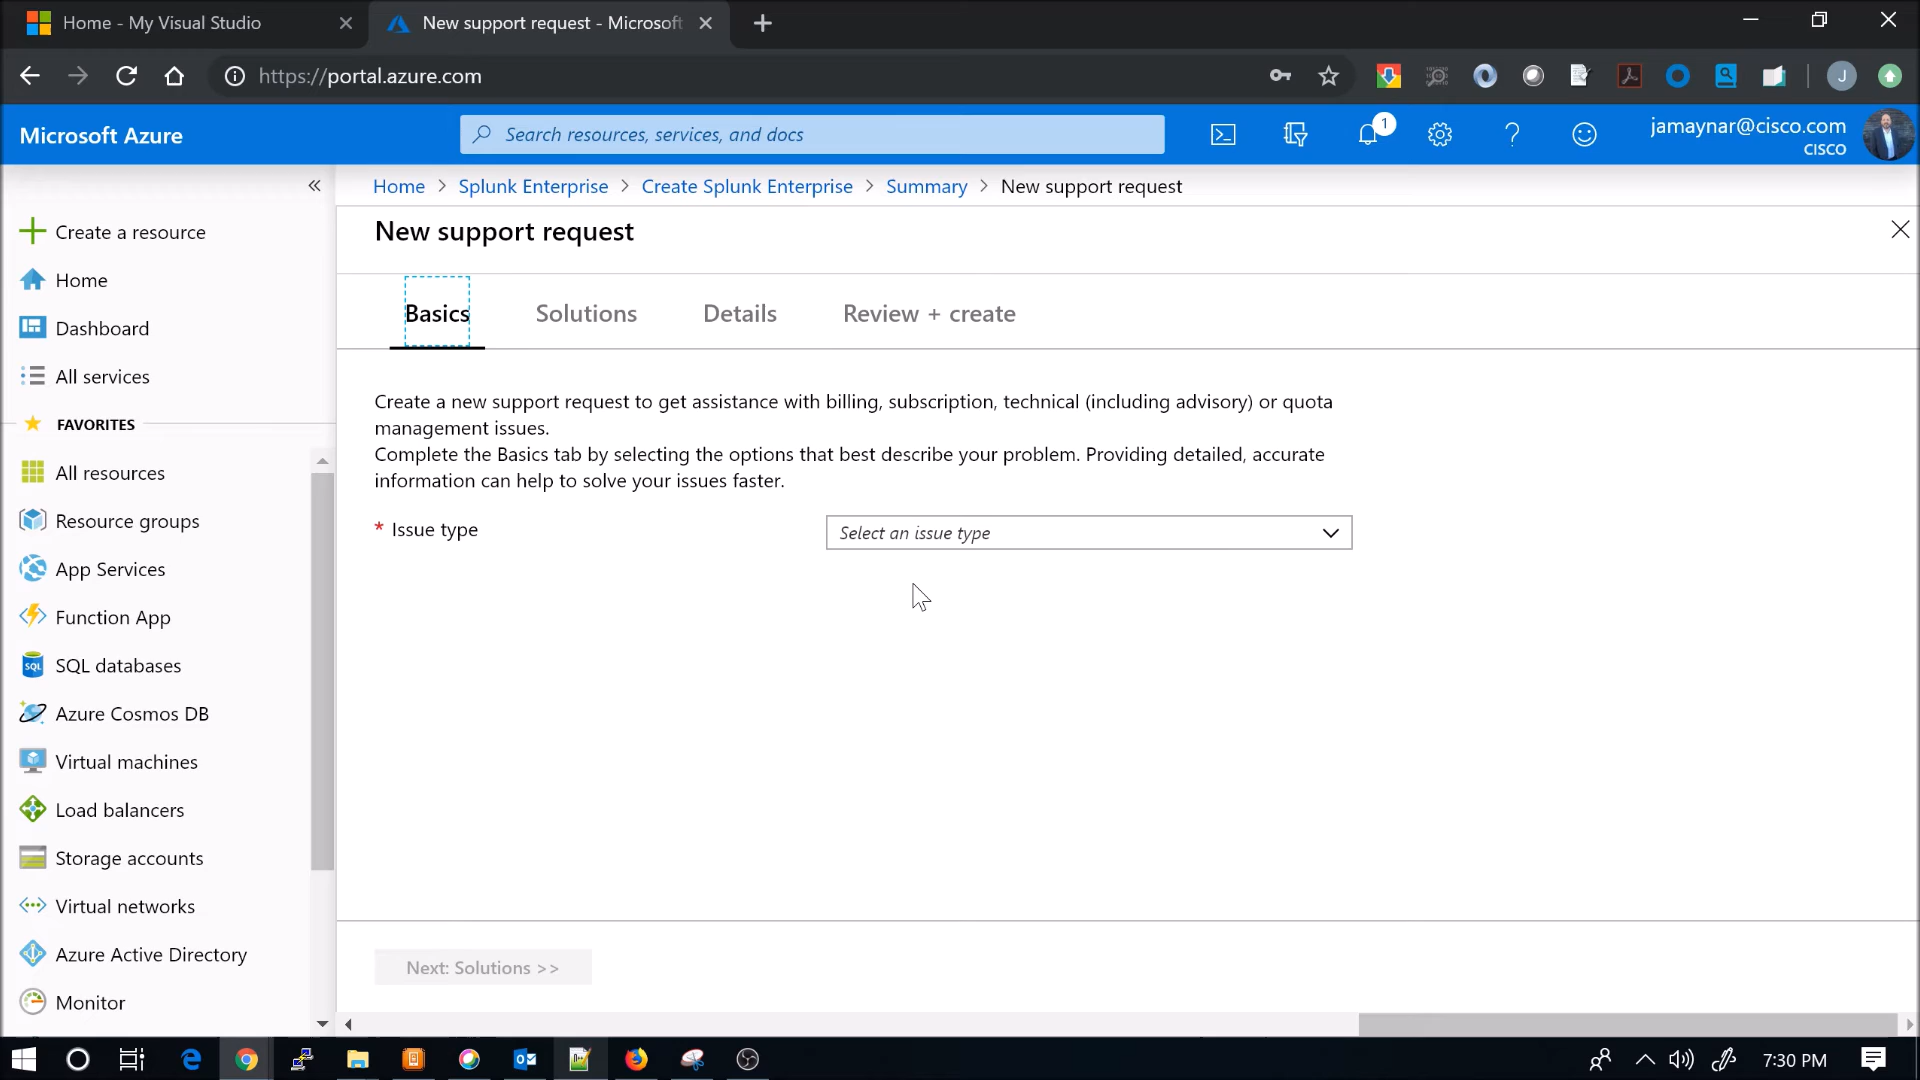 Home - My Visual Studio
New support request - Microsoft
https://portal.azure.com
J
Microsoft Azure
Search resources, services, and docs
1
jamaynar@cisco.com
CISCO
Home > Splunk Enterprise > Create Splunk Enterprise > Summary > New support request
New support request
Create a resource
Home
Dashboard
All services
FAVORITES
All resources
Resource groups
App Services
Function App
SQL databases
Azure Cosmos DB
Virtual machines
Load balancers
Storage accounts
Virtual networks
Azure Active Directory
Monitor
Basics
Solutions
Details
Review + create
Create a new support request to get assistance with billing, subscription, technical (including advisory) or quota
management issues.
Complete the Basics tab by selecting the options that best describe your problem. Providing detailed, accurate
information can help to solve your issues faster.
* Issue type
Select an issue type
Next: Solutions >>
7:30 PM